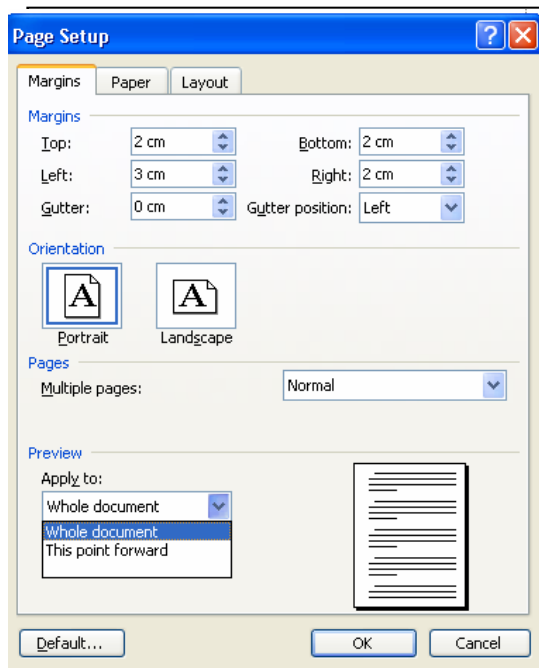 Page Setup
Margins Paper Layout
Margins
Top: 2 cm Bottom: 2 cm
Left: 3 cm Right: 2 cm
Gutter: 0 cm Gutter position: Left
Orientation
A A
Portrait Landscape
Pages
Multiple pages: Normal
Preview
Apply to:
Whole document
Whole document
This point forward
Default... OK Cancel